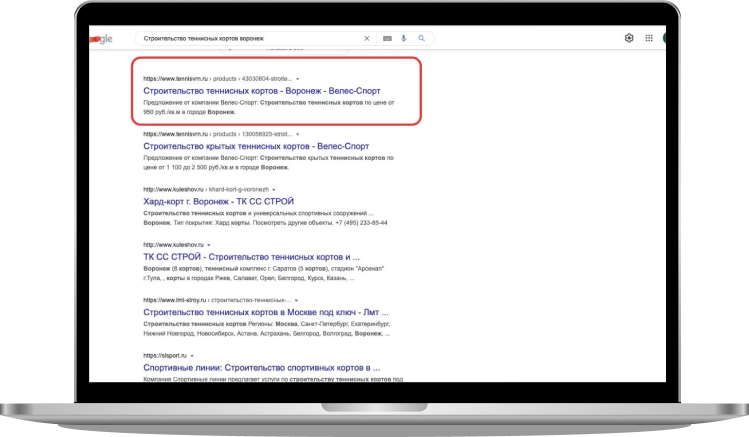 gle
Строительство теннисных кортов воронеж
https://www.tennisvrn.ru › products › 43030604-stroite...
Строительство теннисных кортов - Воронеж - Велес-Спорт
Предложение от компании Велес-Спорт: Строительство теннисных кортов по цене от
950 руб./кв.м в городе Воронеж.
https://www.tennisvrn.ru › products › 130056925-stroit...
Строительство крытых теннисных кортов - Велес-Спорт
Предложение от компании Велес-Спорт: Строительство крытых теннисных кортов по
цене от 1 100 до 2 500 руб./кв.м в городе Воронеж.
http://www.kuleshov.ru › khard-kort-g-voronezh
Хард-корт г. Воронеж - ТК СС СТРОЙ
Строительство теннисных кортов и универсальных спортивных сооружений ...
Воронеж. Тип покрытия: Хард корты. Посмотреть другие объекты. +7 (495) 233-85-44
http://www.kuleshov.ru
ТК СС СТРОЙ - Строительство теннисных кортов и ...
Воронеж (8 кортов), теннисный комплекс г. Саратов (5 кортов), стадион "Арсенал"
г.Тула, , корты в городах Ржев, Салават, Орел, Белгород, Курск, Казань, ...
https://www.lmt-stroy.ru › строительство-теннисных-...
Строительство теннисных кортов в Москве под ключ - Лмт ...
Строительство теннисных кортов Регионы: Москва, Санкт-Петербург, Екатеринбург,
Нижний Новгород, Новосибирск, Астана, Астрахань, Белгород, Волгоград, Воронеж, ...
https://slsport.ru
Спортивные линии: Строительство спортивных кортов в ...
Компания Спортивные линии предлагает услуги по строительству теннисных кортов под